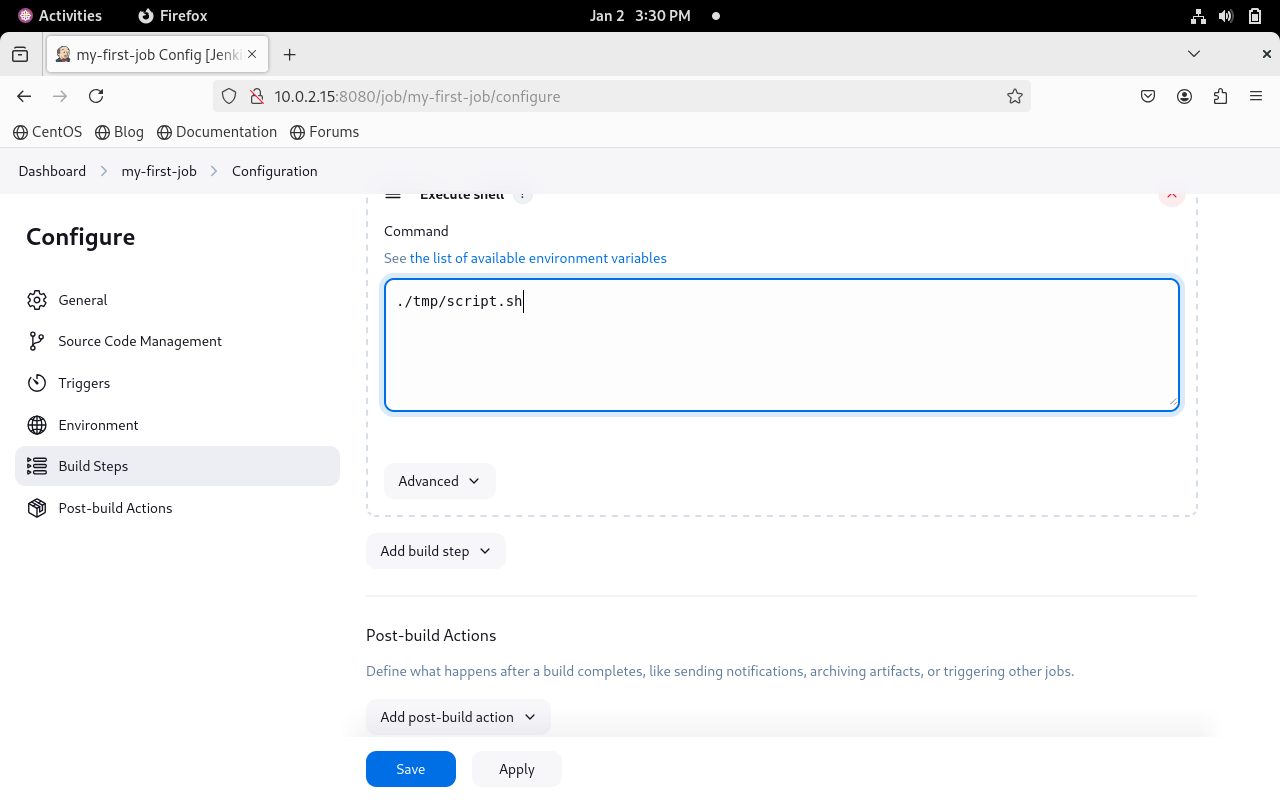 Activities Firefox Jan 2 3:30 PM
my-first-job Config [Jenki
10.0.2.15:8080/job/my-first-job/configure
CentOS Blog Documentation Forums
Dashboard my-first-job Configuration
Execute shell ?
Configure
Command
See the list of available environment variables
General
./tmp/script.sh
Source Code Management
Triggers
Environment
Build Steps
Advanced
Post-build Actions
Add build step
Post-build Actions
Define what happens after a build completes, like sending notifications, archiving artifacts, or triggering other jobs.
Add post-build action
Save Apply